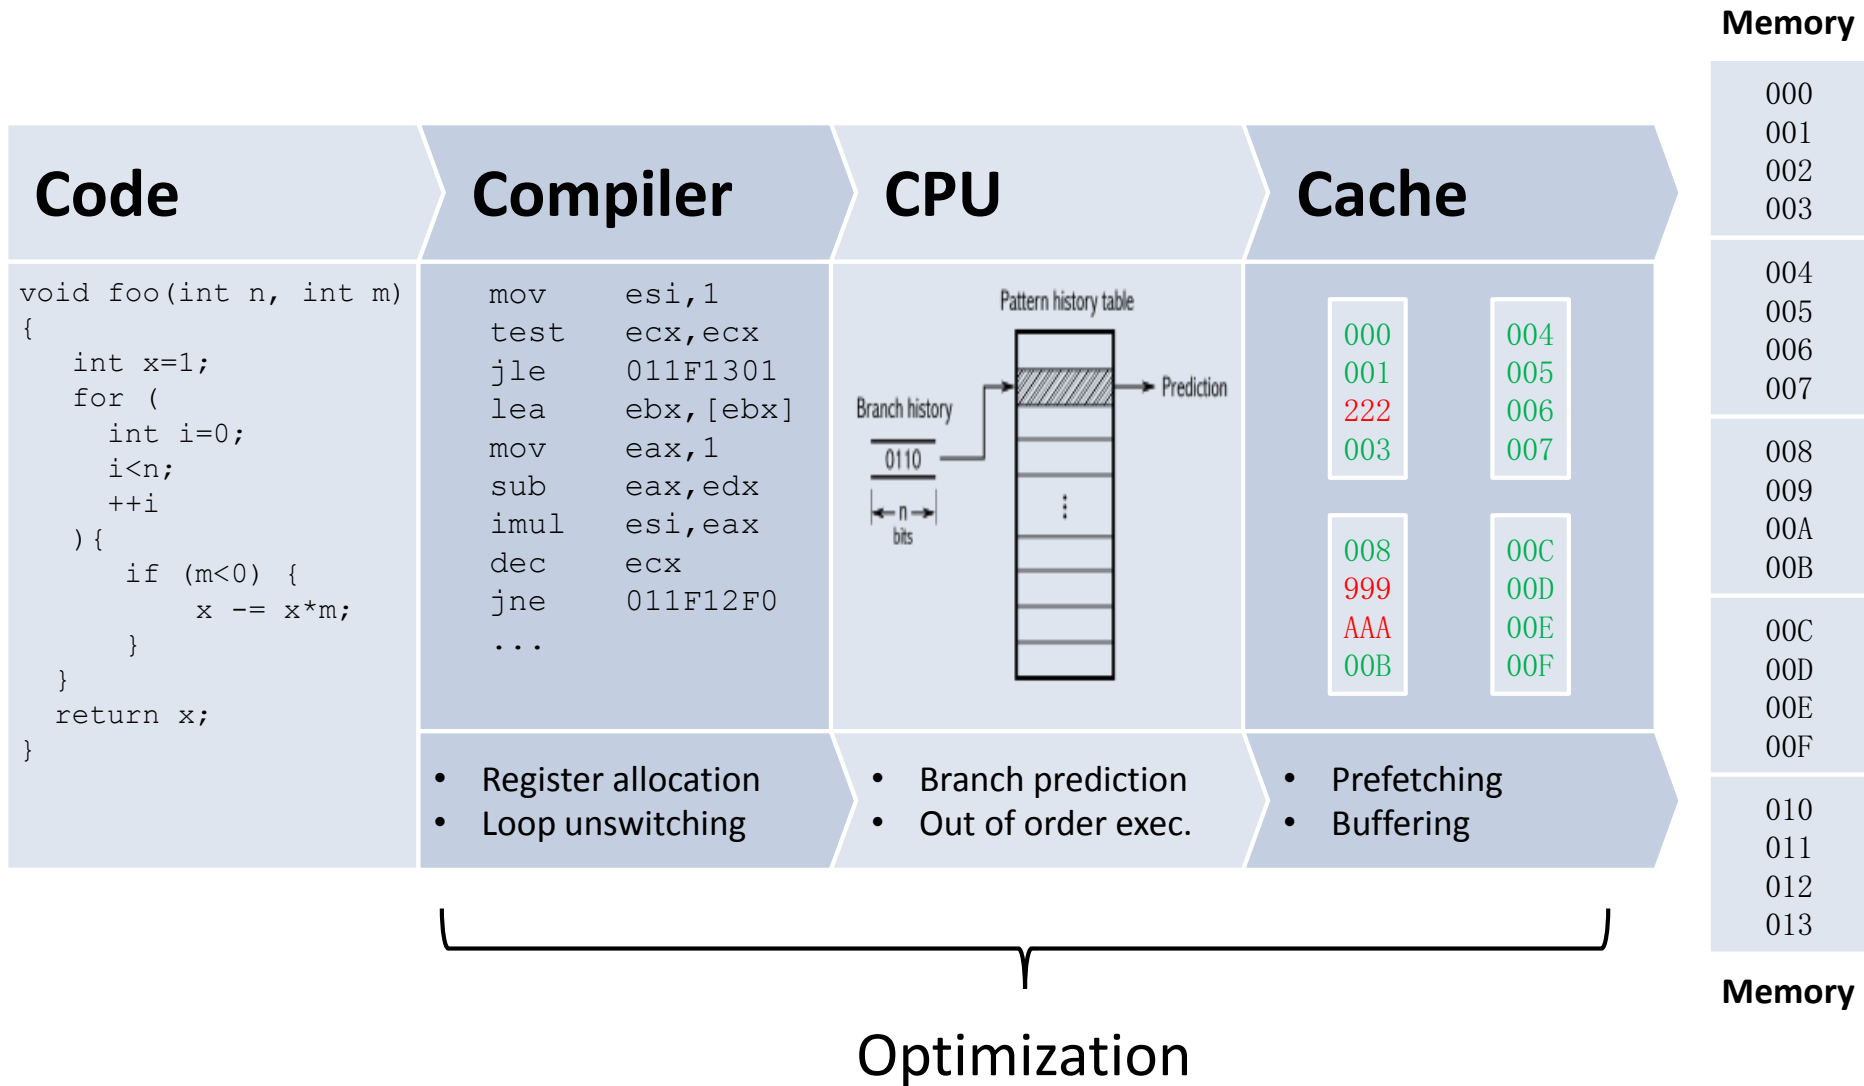 Memory
Code
Compiler
CPU
Cache
void foo(int n, int m)
{
   int x=1;
   for (
     int i=0;
     i<n;
     ++i
   ){
      if (m<0) {
          x -= x*m;
      }
  }
  return x;
}
mov esi,1
test ecx,ecx
jle 011F1301
lea ebx,[ebx]
mov eax,1
sub eax,edx
imul esi,eax
dec ecx
jne 011F12F0
...
• Register allocation
• Loop unswitching
Pattern history table
Prediction
Branch history
0110
n
bits
• Branch prediction
• Out of order exec.
000
001
222
003
004
005
006
007
008
999
AAA
00B
00C
00D
00E
00F
• Prefetching
• Buffering
000
001
002
003
004
005
006
007
008
009
00A
00B
00C
00D
00E
00F
010
011
012
013
Memory
Optimization